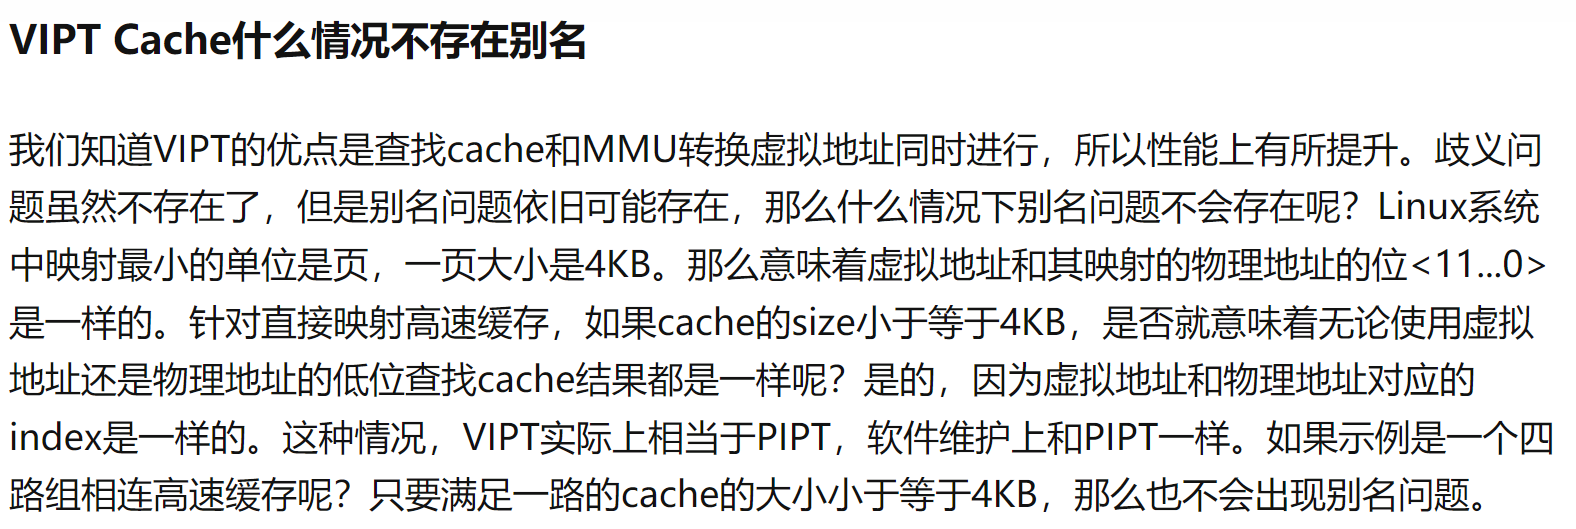 VIPT Cache什么情况不存在别名
我们知道VIPT的优点是查找cache和MMU转换虚拟地址同时进行，所以性能上有所提升。歧义问
题虽然不存在了，但是别名问题依旧可能存在，那么什么情况下别名问题不会存在呢？Linux系统
中映射最小的单位是页，一页大小是4KB。那么意味着虚拟地址和其映射的物理地址的位<11...0>
是一样的。针对直接映射高速缓存，如果cache的size小于等于4KB，是否就意味着无论使用虚拟
地址还是物理地址的低位查找cache结果都是一样呢？是的，因为虚拟地址和物理地址对应的
index是一样的。这种情况，VIPT实际上相当于PIPT，软件维护上和PIPT一样。如果示例是一个四
路组相连高速缓存呢？只要满足一路的cache的大小小于等于4KB，那么也不会出现别名问题。